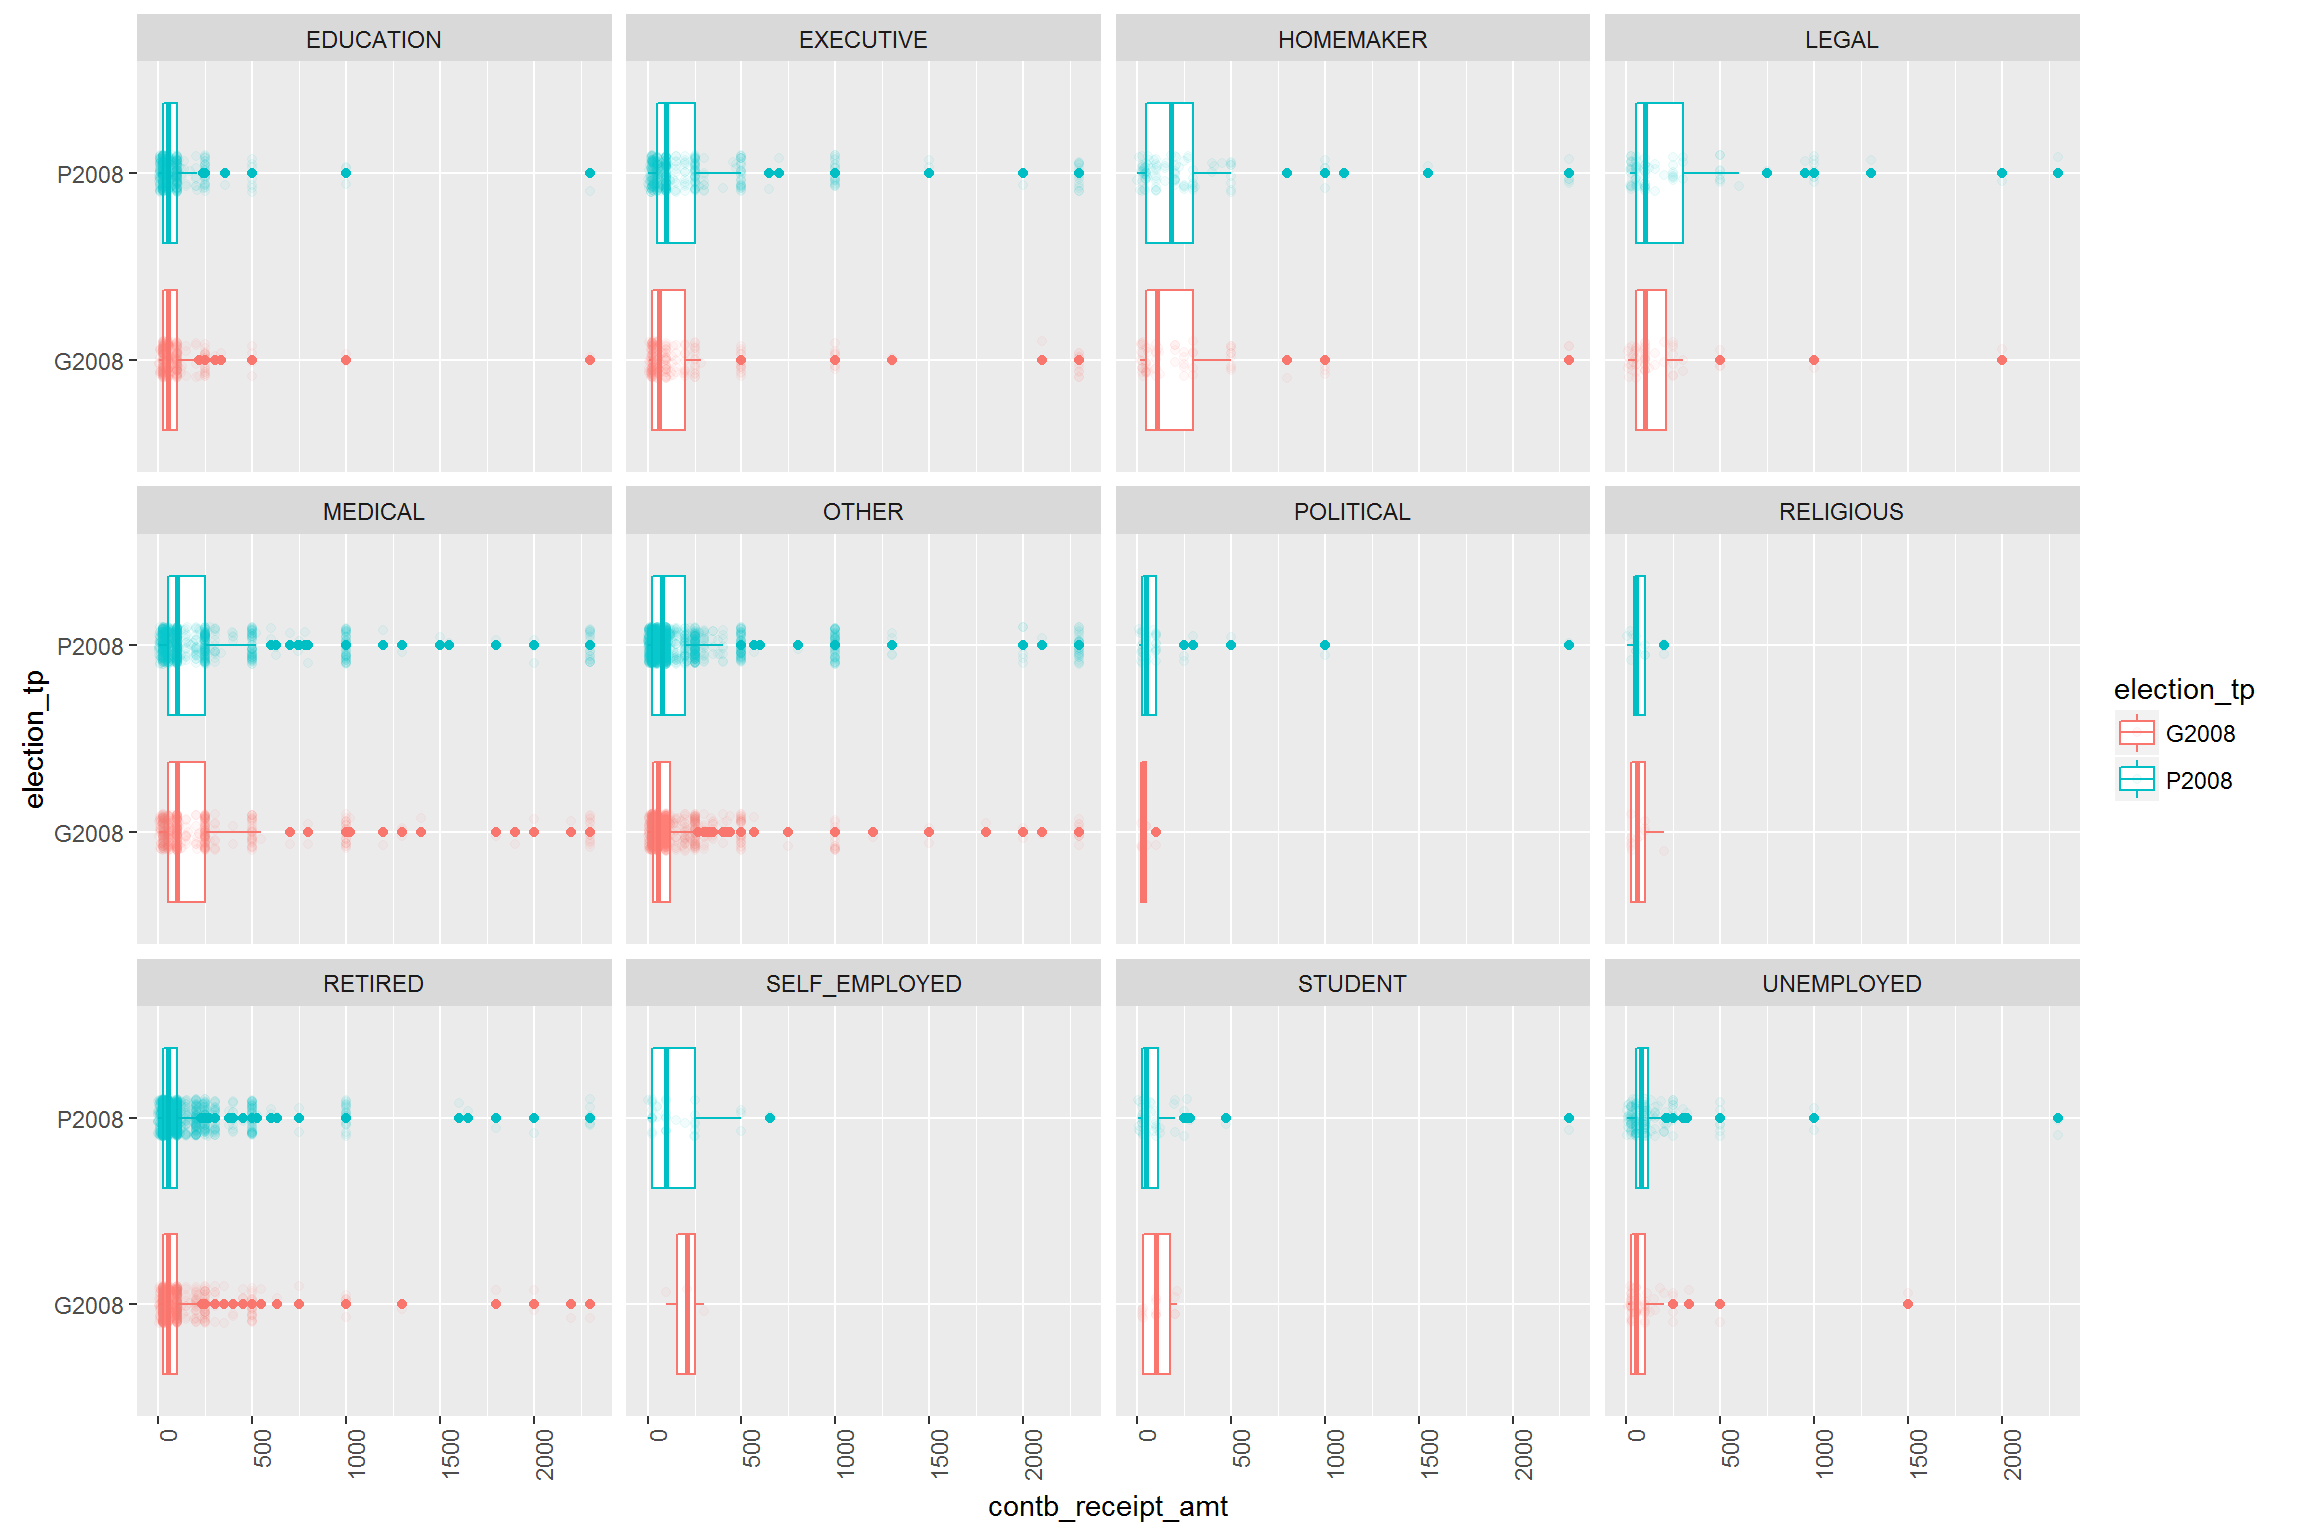 EDUCATION EXECUTIVE HOMEMAKER LEGAL
P2008
G2008
MEDICAL OTHER POLITICAL RELIGIOUS
P2008
G2008
RETIRED SELF_EMPLOYED STUDENT UNEMPLOYED
P2008
G2008
0 500 1000 1500 2000 0 500 1000 1500 2000 0 500 1000 1500 2000 0 500 1000 1500 2000
contb_receipt_amt
election_tp
election_tp
G2008
P2008